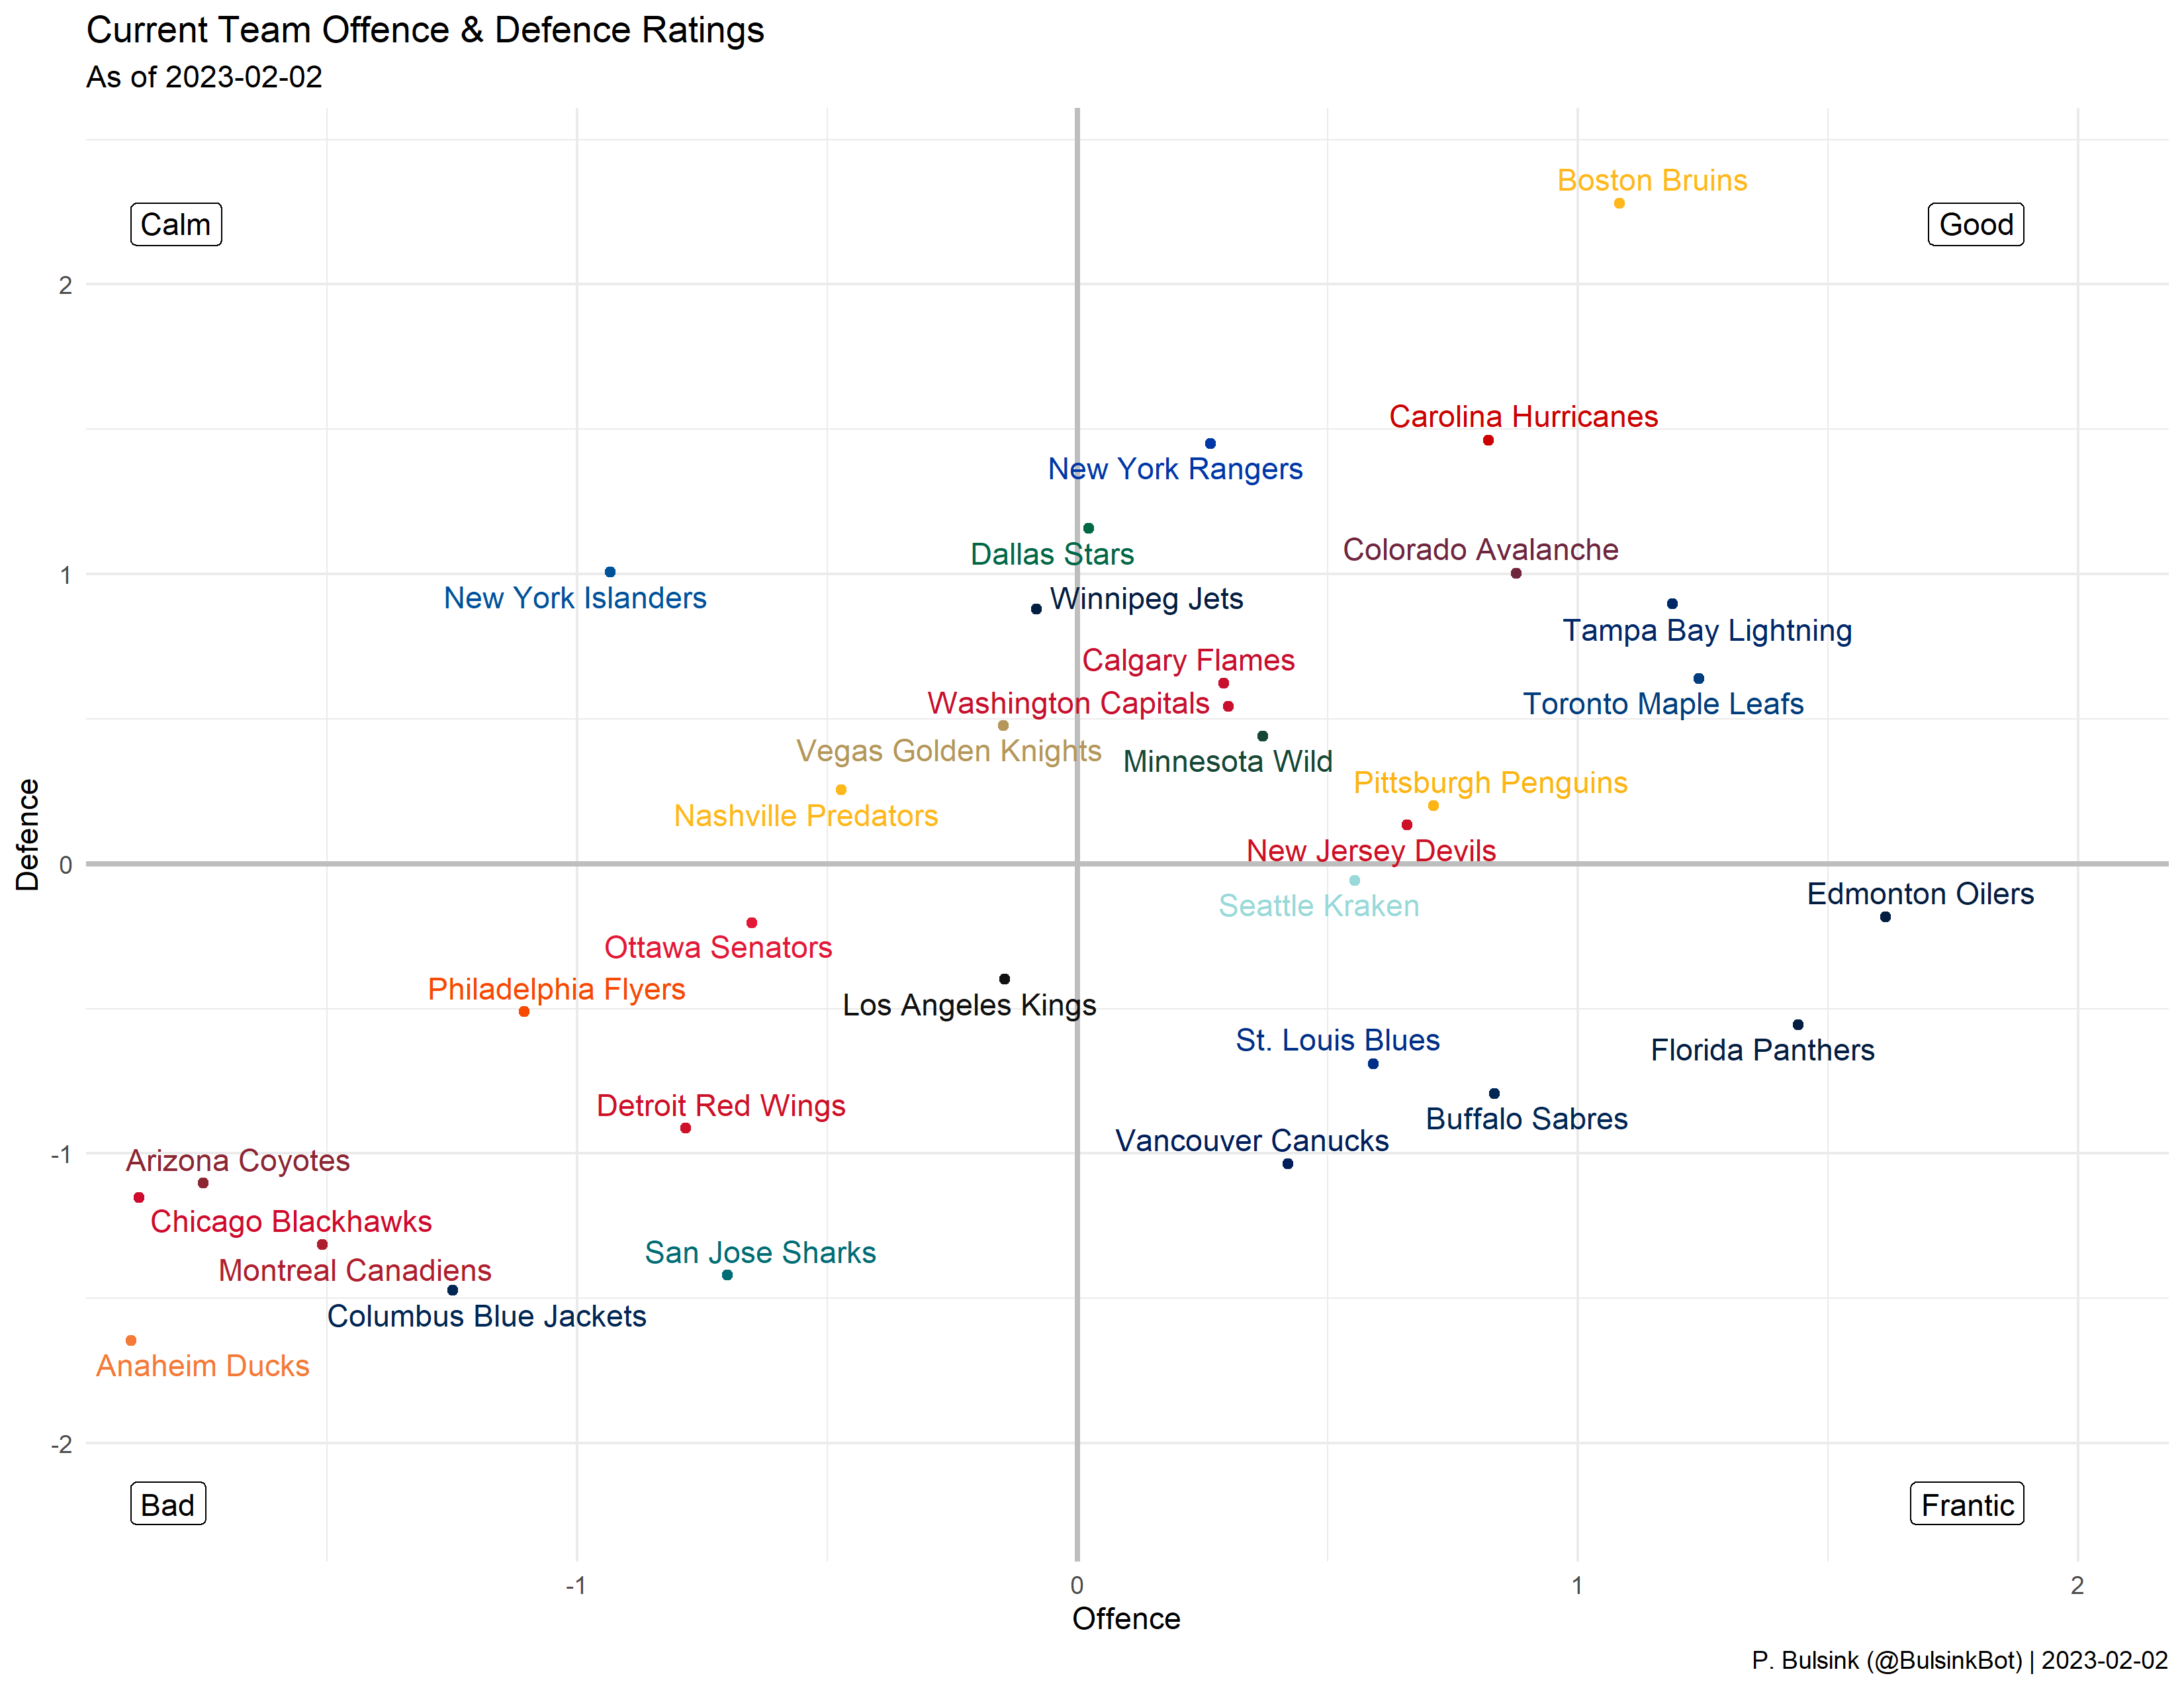 Current Team Offence & Defence Ratings
As of 2023-02-02
Boston Bruins
Calm
Good
2
Carolina Hurricanes
New York Rangers
Colorado Avalanche
Dallas Stars
1
New York Islanders
Winnipeg Jets
Tampa Bay Lightning
Calgary Flames
Washington Capitals
Toronto Maple Leafs
Vegas Golden Knights
Minnesota Wild
Pittsburgh Penguins
Nashville Predators
Defence
New Jersey Devils
0
Edmonton Oilers
Seattle Kraken
Ottawa Senators
Philadelphia Flyers
Los Angeles Kings
St. Louis Blues
Florida Panthers
Detroit Red Wings
Buffalo Sabres
Vancouver Canucks
-1
Arizona Coyotes
Chicago Blackhawks
San Jose Sharks
Montreal Canadiens
Columbus Blue Jackets
Anaheim Ducks
-2
Bad
Frantic
-1 0 1 2
Offence
P. Bulsink (@BulsinkBot) | 2023-02-02